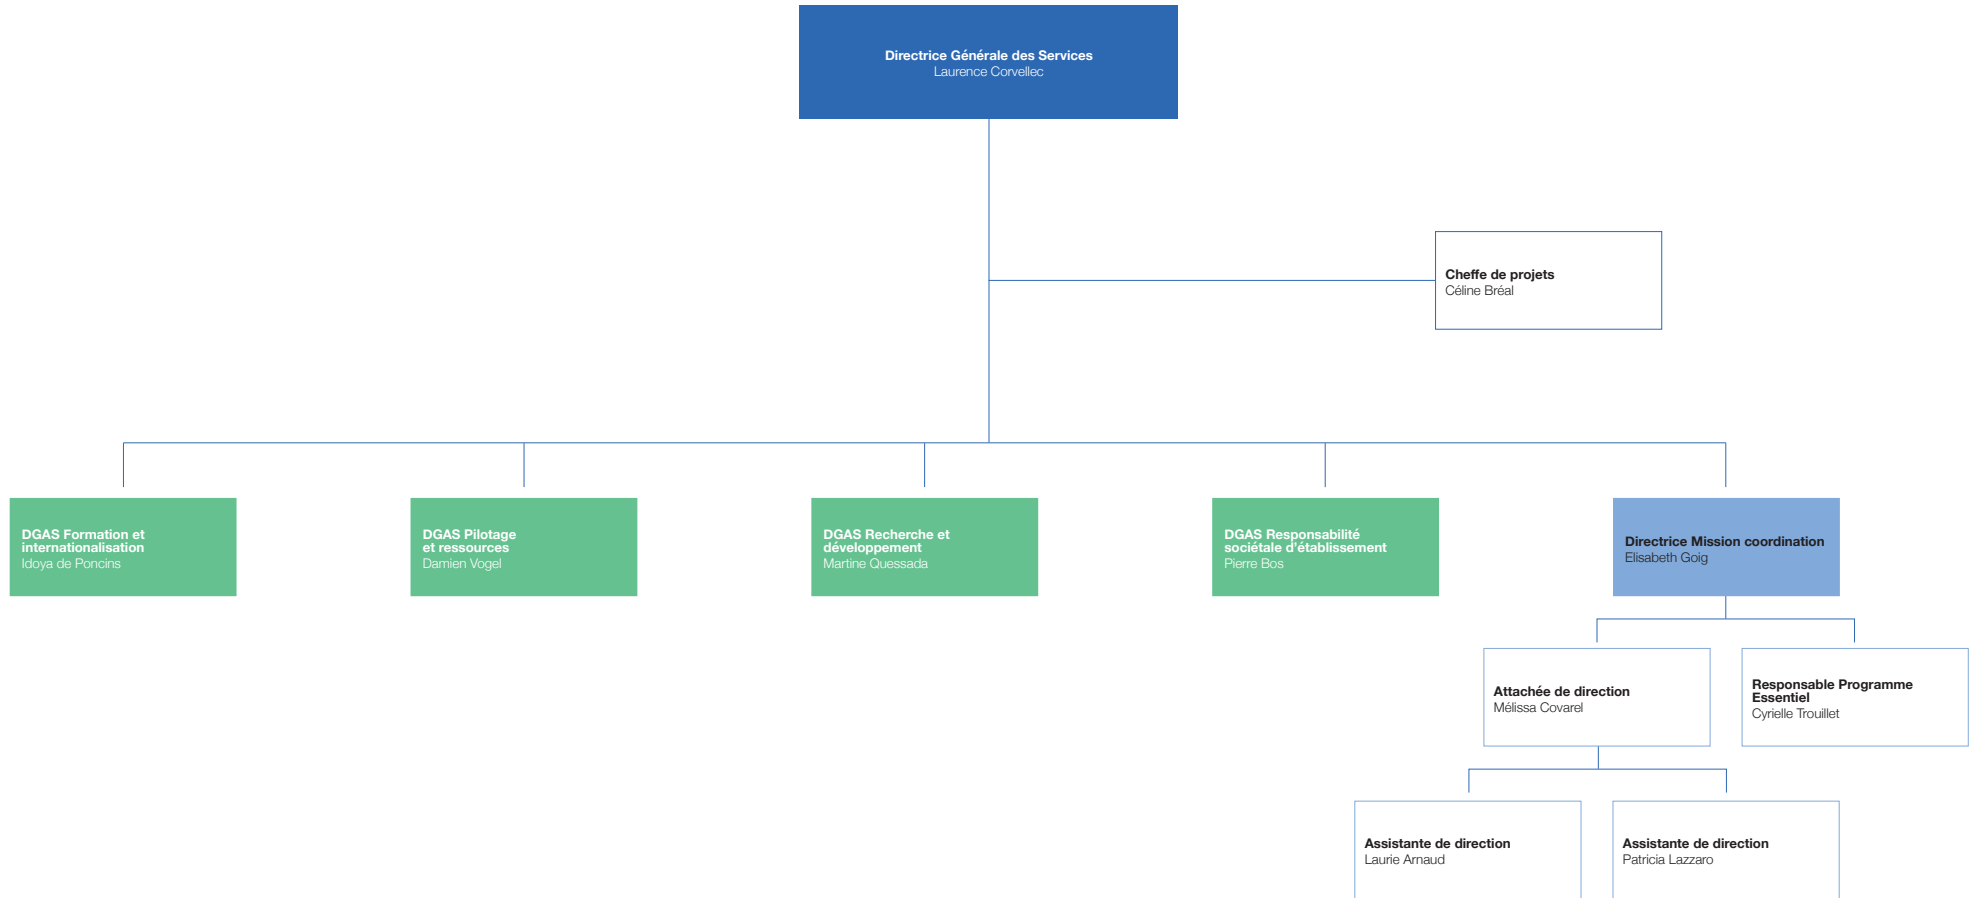 Directrice Générale des Services
Laurence Corvellec
Cheffe de projets
Céline Bréal
DGAS Formation et
internationalisation
Idoya de Poncins
DGAS Pilotage
et ressources
Damien Vogel
DGAS Recherche et
développement
Martine Quessada
DGAS Responsabilité
sociétale d'établissement
Pierre Bos
Directrice Mission coordination
Elisabeth Goig
Attachée de direction
Mélissa Covarel
Responsable Programme
Essentiel
Cyrielle Trouillet
Assistante de direction
Laurie Arnaud
Assistante de direction
Patricia Lazzaro